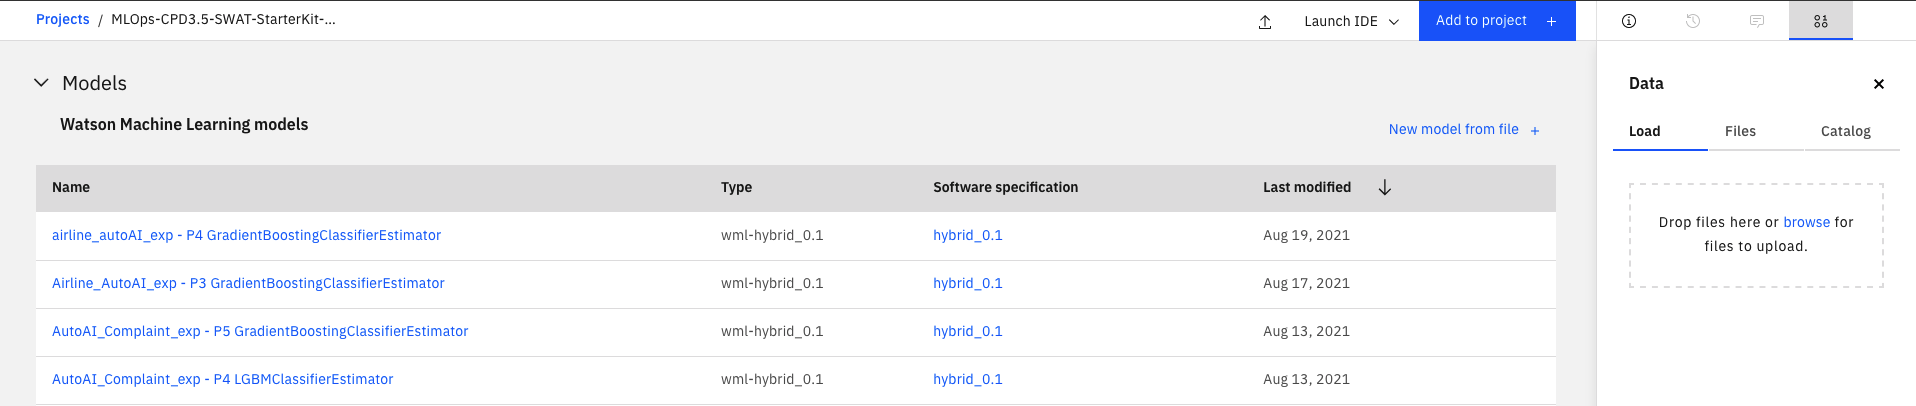 Projects / MLOps-CPD3.5-SWAT-StarterKit-...
Launch IDE
Add to project +
Models
Watson Machine Learning models
New model from file +
Name Type Software specification Last modified
airline_autoAI_exp - P4 GradientBoostingClassifierEstimator wml-hybrid_0.1 hybrid_0.1 Aug 19, 2021
Airline_AutoAI_exp - P3 GradientBoostingClassifierEstimator wml-hybrid_0.1 hybrid_0.1 Aug 17, 2021
AutoAI_Complaint_exp - P5 GradientBoostingClassifierEstimator wml-hybrid_0.1 hybrid_0.1 Aug 13, 2021
AutoAI_Complaint_exp - P4 LGBMClassifierEstimator wml-hybrid_0.1 hybrid_0.1 Aug 13, 2021
Data
Load Files Catalog
Drop files here or browse for
files to upload.